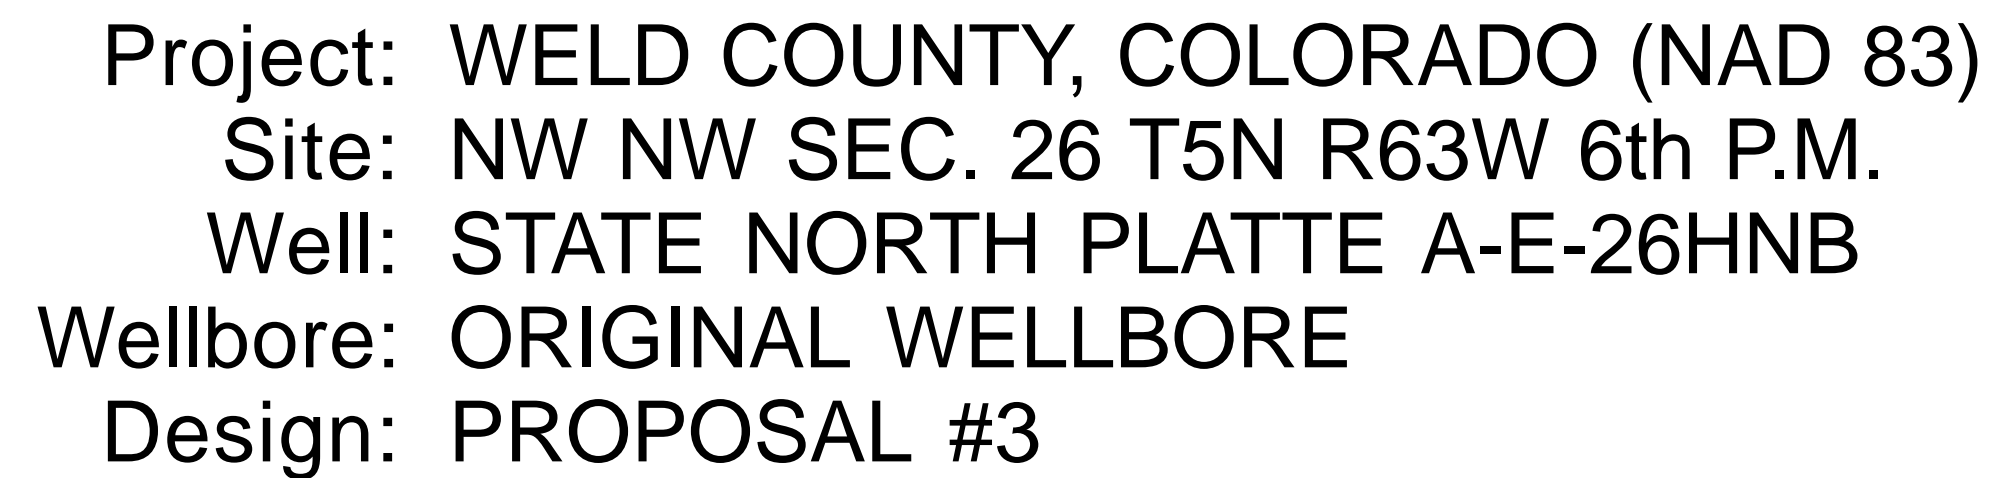 Project: WELD COUNTY, COLORADO (NAD 83)
Site: NW NW SEC. 26 T5N R63W 6th P.M.
Well: STATE NORTH PLATTE A-E-26HNB
Wellbore: ORIGINAL WELLBORE
Design: PROPOSAL #3